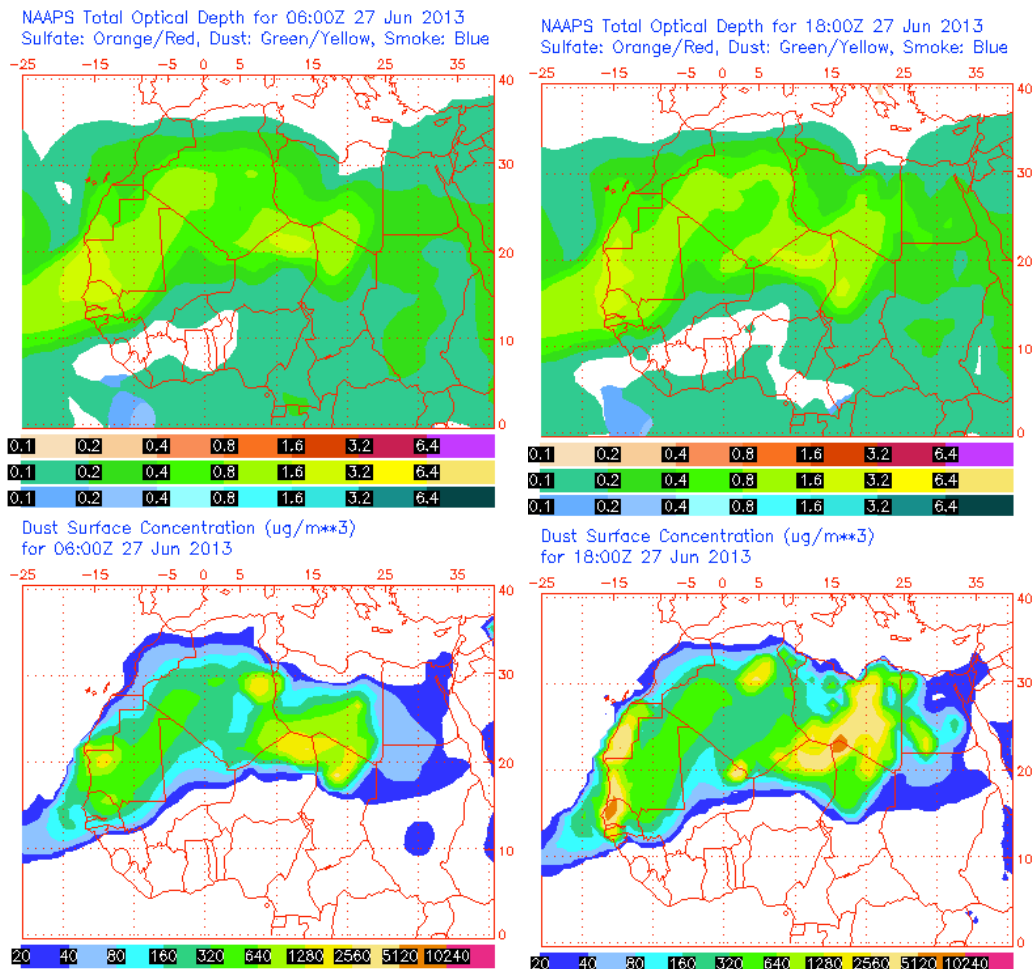 NAAPS Total Optical Depth for 06:00Z 27 Jun 2013
Sulfate: Orange/Red, Dust: Green/Yellow, Smoke: Blue
-25 -15 -5 0 5 15 25 35
40
30
20
10
0
0.1 0.2 0.4 0.8 1.6 3.2 6.4
0.1 0.2 0.4 0.8 1.6 3.2 6.4
0.1 0.2 0.4 0.8 1.6 3.2 6.4
NAAPS Total Optical Depth for 18:00Z 27 Jun 2013
Sulfate: Orange/Red, Dust: Green/Yellow, Smoke: Blue
-25 -15 -5 0 5 15 25 35
40
30
20
10
0
0.1 0.2 0.4 0.8 1.6 3.2 6.4
0.1 0.2 0.4 0.8 1.6 3.2 6.4
0.1 0.2 0.4 0.8 1.6 3.2 6.4
Dust Surface Concentration (ug/m**3)
for 06:00Z 27 Jun 2013
-25 -15 -5 0 5 15 25 35
40
30
20
10
0
20 40 80 160 320 640 1280 2560 5120 10240
Dust Surface Concentration (ug/m**3)
for 18:00Z 27 Jun 2013
-25 -15 -5 0 5 15 25 35
40
30
20
10
0
20 40 80 160 320 640 1280 2560 5120 10240